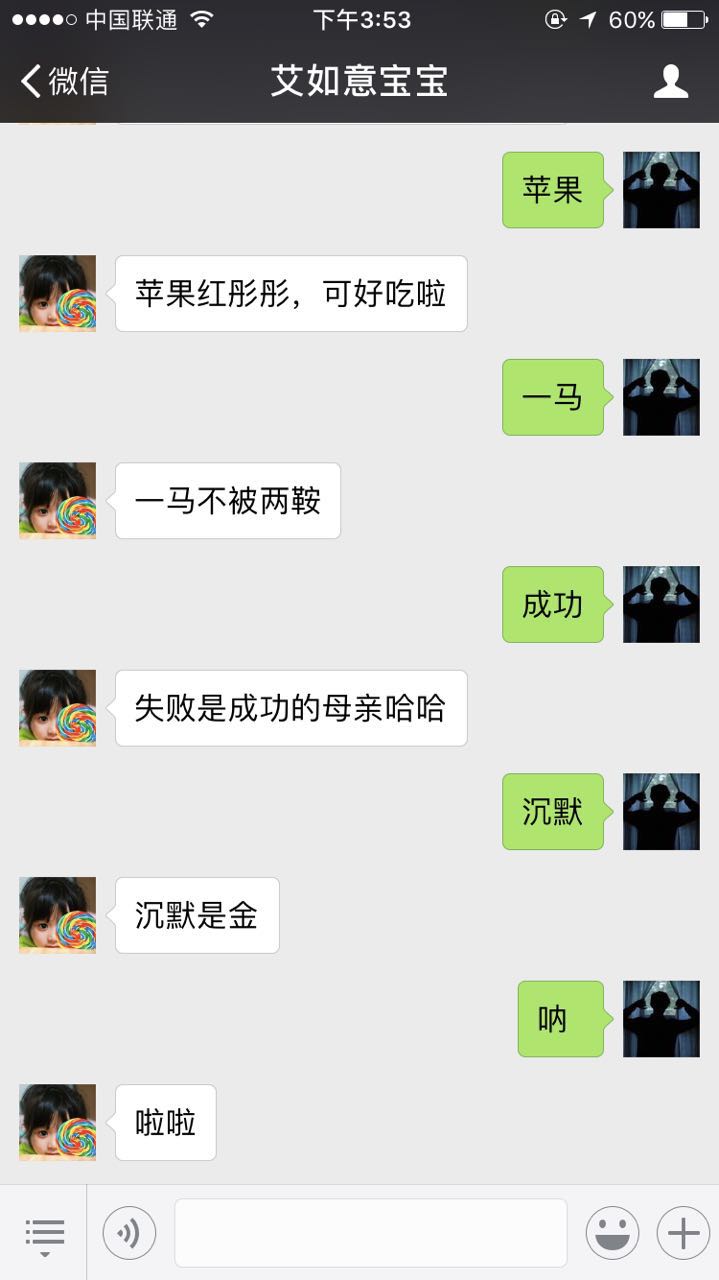 中国联通 下午3:53 60%
微信 艾如意宝宝
苹果
苹果红彤彤，可好吃啦
一马
一马不被两鞍
成功
失败是成功的母亲哈哈
沉默
沉默是金
呐
啦啦